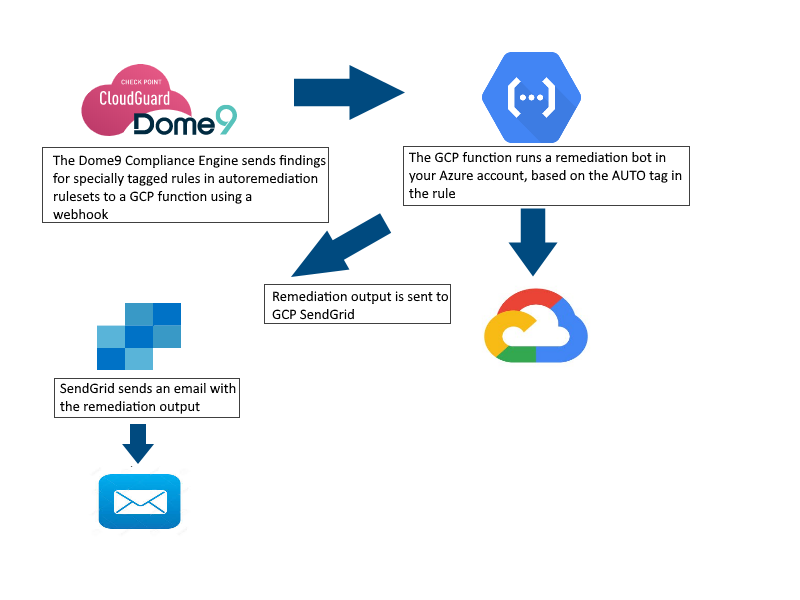 CHECK POINT
CloudGuard
Dome9
The Dome9 Compliance Engine sends findings
for specially tagged rules in autoremediation
rulesets to a GCP function using a
webhook
The GCP function runs a remediation bot in
your Azure account, based on the AUTO tag in
the rule
Remediation output is sent to
GCP SendGrid
SendGrid sends an email with
the remediation output